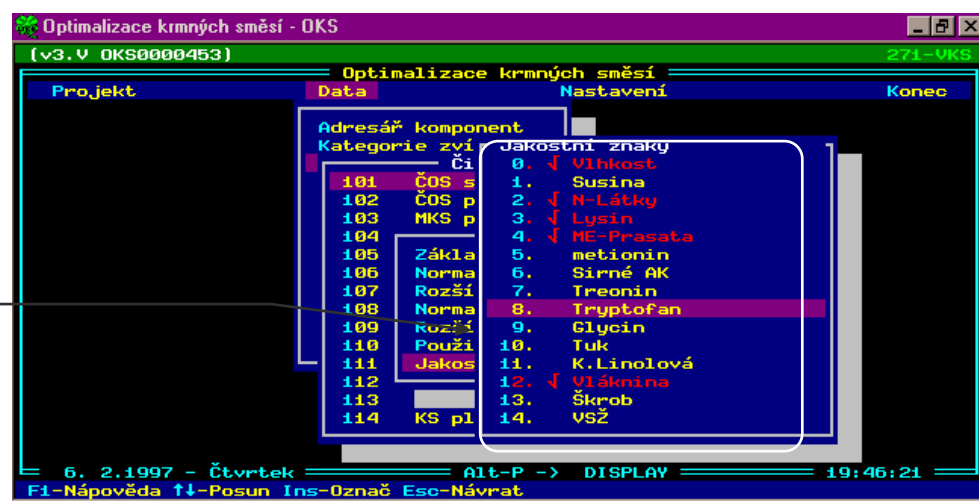 Optimalizace krmných směsí - OKS
(v3.V OKS0000453) 271-VKS
Optimalizace krmných směsí
Projekt Data Nastavení Konec
Adresář komponent
Kategorie zví
Či
101 ČOS s
102 ČOS p
103 MKS p
104
105 Zákla
106 Norma
107 Rozší
108 Norma
109 Rozší
110 Použi
111 Jakos
112
113
114 KS pl
Jakostní znaky
0. √ Vlhkost
1. Susina
2. √ N-Látky
3. √ Lysin
4. √ ME-Prasata
5. metionin
6. Sirné AK
7. Treonin
8. Tryptofan
9. Glycin
10. Tuk
11. K.Linolová
12. √ Vláknina
13. Škrob
14. VSŽ
6. 2.1997 - Čtvrtek Alt-P -> DISPLAY 19:46:21
F1-Nápověda ↑↓-Posun Ins-Označ Esc-Návrat